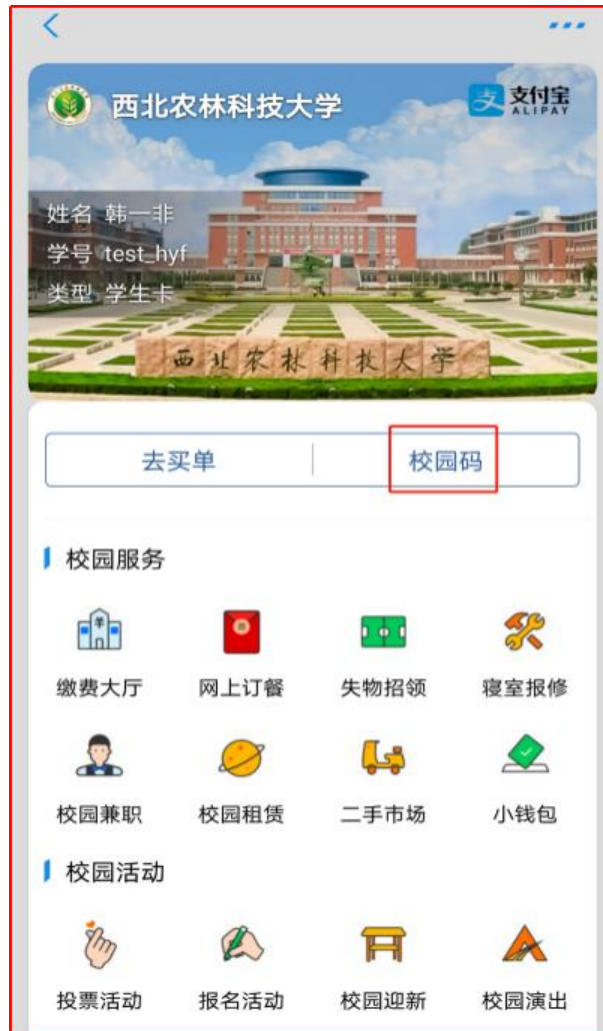 西北农林科技大学
支付宝
ALIPAY
姓名 韩一非
学号 test_hyf
类型 学生卡
西北农林科技大学
去买单 校园码
校园服务
缴费大厅 网上订餐 失物招领 寝室报修
校园兼职 校园租赁 二手市场 小钱包
校园活动
投票活动 报名活动 校园迎新 校园演出